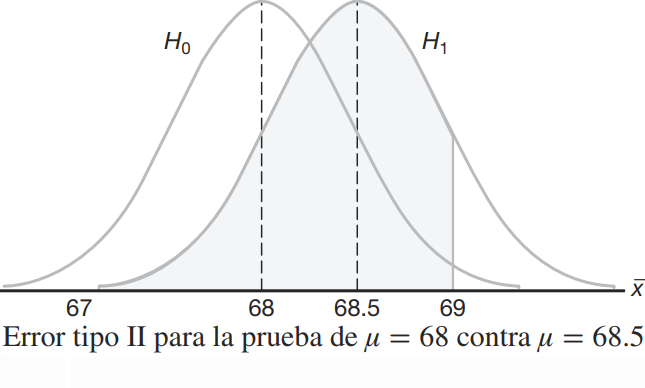 H₀ H₁
67 68 68.5 69 x̄
Error tipo II para la prueba de μ = 68 contra μ = 68.5